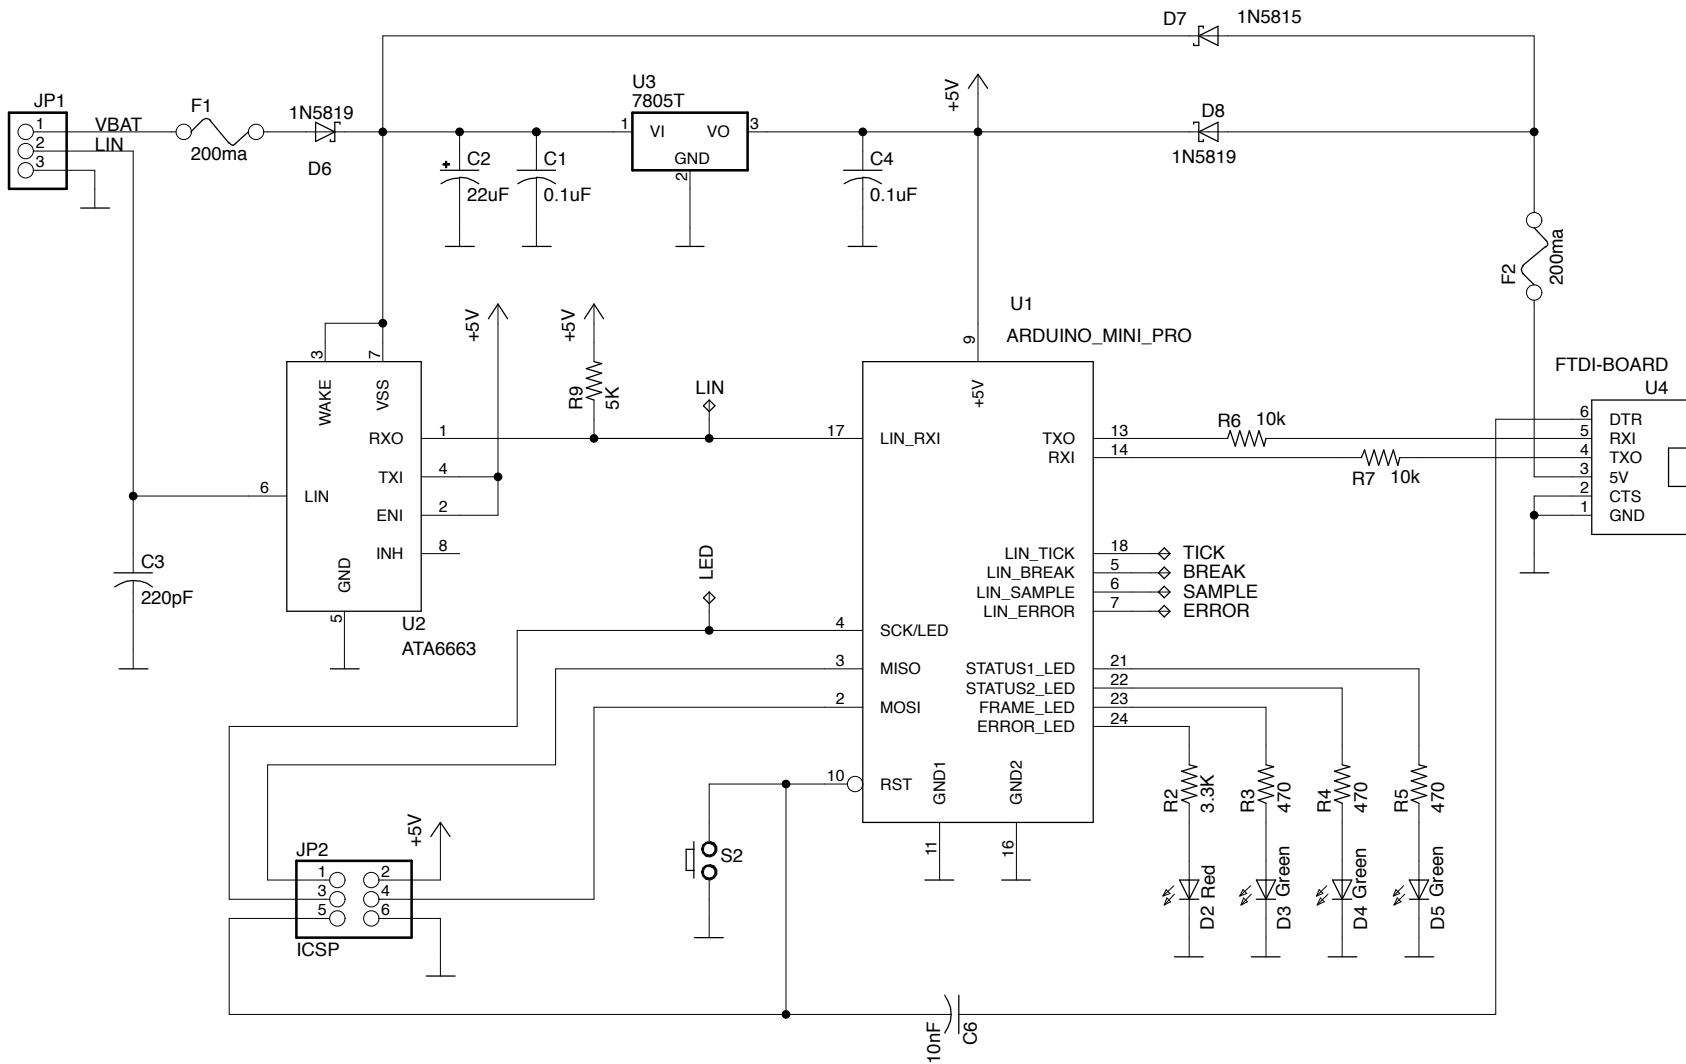 D7 1N5815
JP1
1 VBAT
2 LIN
3
F1
200ma
1N5819
D6
U3
7805T
1 VI VO 3
GND
2
+5V
D8
1N5819
C2
22uF
+
C1
0.1uF
C4
0.1uF
F2
200ma
U1
ARDUINO_MINI_PRO
9
+5V
FTDI-BOARD
U4
+5V
+5V
3
7
WAKE
VSS
R9
5K
LIN
RXO 1
TXI 4
ENI 2
INH 8
6 LIN
GND
5
U2
ATA6663
C3
220pF
17 LIN_RXI
TXO 13
RXI 14
R6 10k
R7 10k
6 DTR
5 RXI
4 TXO
3 5V
2 CTS
1 GND
LED
LIN_TICK 18 TICK
LIN_BREAK 5 BREAK
LIN_SAMPLE 6 SAMPLE
LIN_ERROR 7 ERROR
4 SCK/LED
3 MISO
2 MOSI
STATUS1_LED 21
STATUS2_LED 22
FRAME_LED 23
ERROR_LED 24
10 RST
GND1
GND2
11
16
R2
3.3K
R3
470
R4
470
R5
470
D2 Red
D3 Green
D4 Green
D5 Green
S2
+5V
JP2
1 2
3 4
5 6
ICSP
10nF
C6